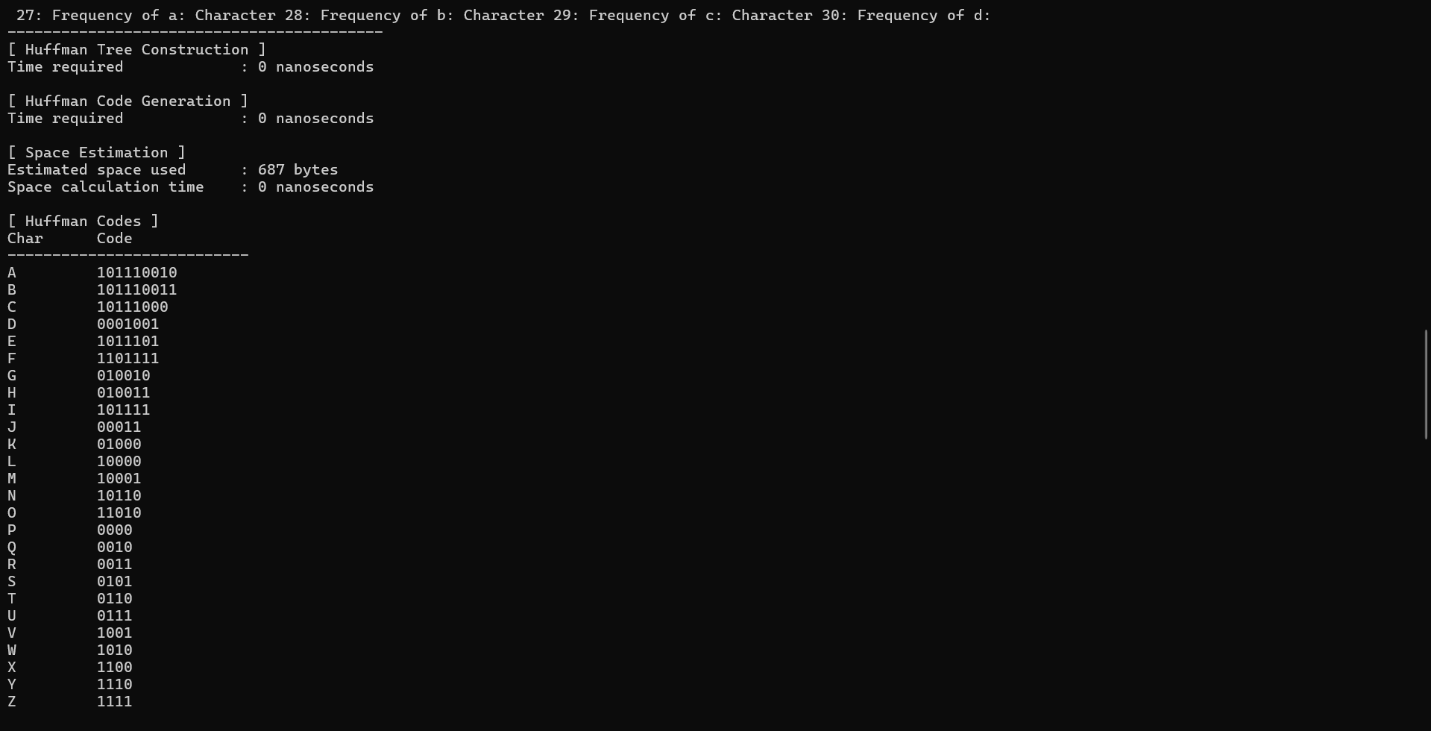 27: Frequency of a: Character 28: Frequency of b: Character 29: Frequency of c: Character 30: Frequency of d:
------------------------------------------
[ Huffman Tree Construction ]
Time required             : 0 nanoseconds
[ Huffman Code Generation ]
Time required             : 0 nanoseconds
[ Space Estimation ]
Estimated space used      : 687 bytes
Space calculation time    : 0 nanoseconds
[ Huffman Codes ]
Char      Code
---------------------------
A         101110010
B         101110011
C         10111000
D         0001001
E         1011101
F         1101111
G         010010
H         010011
I         101111
J         00011
K         01000
L         10000
M         10001
N         10110
O         11010
P         0000
Q         0010
R         0011
S         0101
T         0110
U         0111
V         1001
W         1010
X         1100
Y         1110
Z         1111